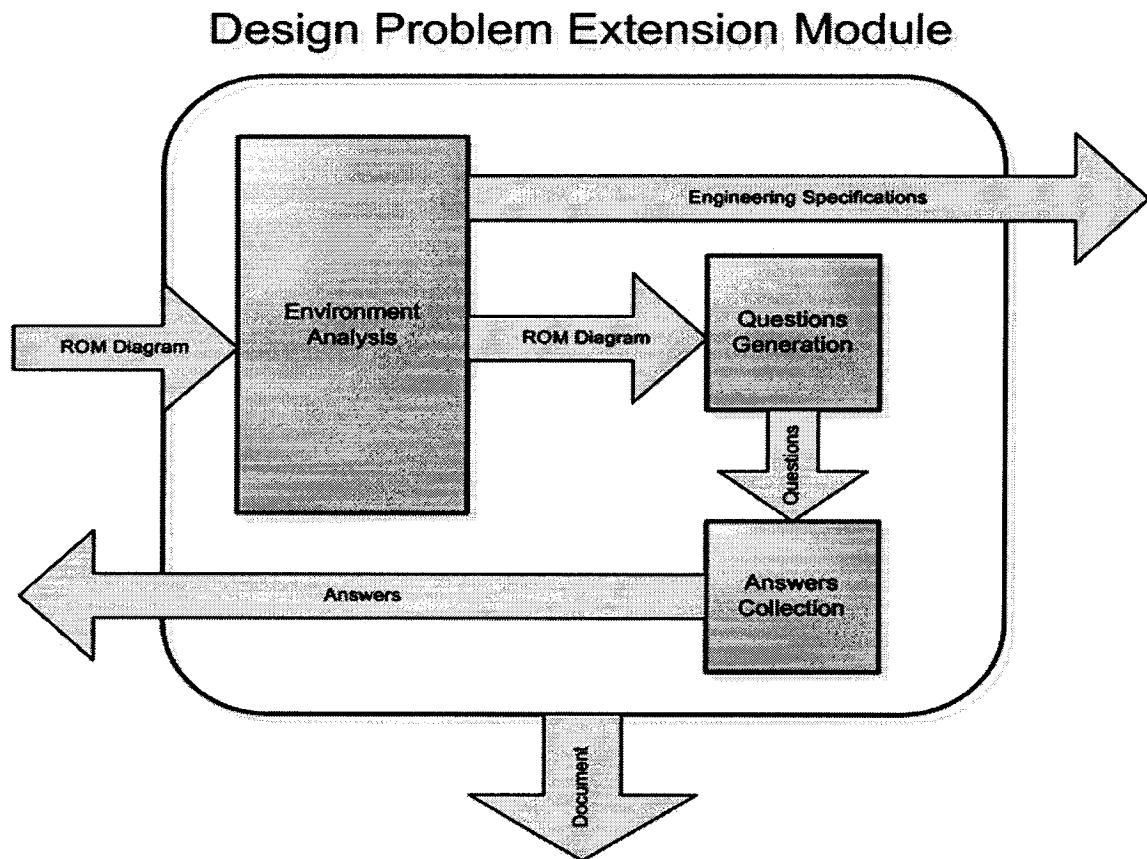 Design Problem Extension Module
Engineering Specifications
Environment
Analysis
ROM Diagram
ROM Diagram
Questions
Generation
Questions
Answers
Answers
Collection
Document